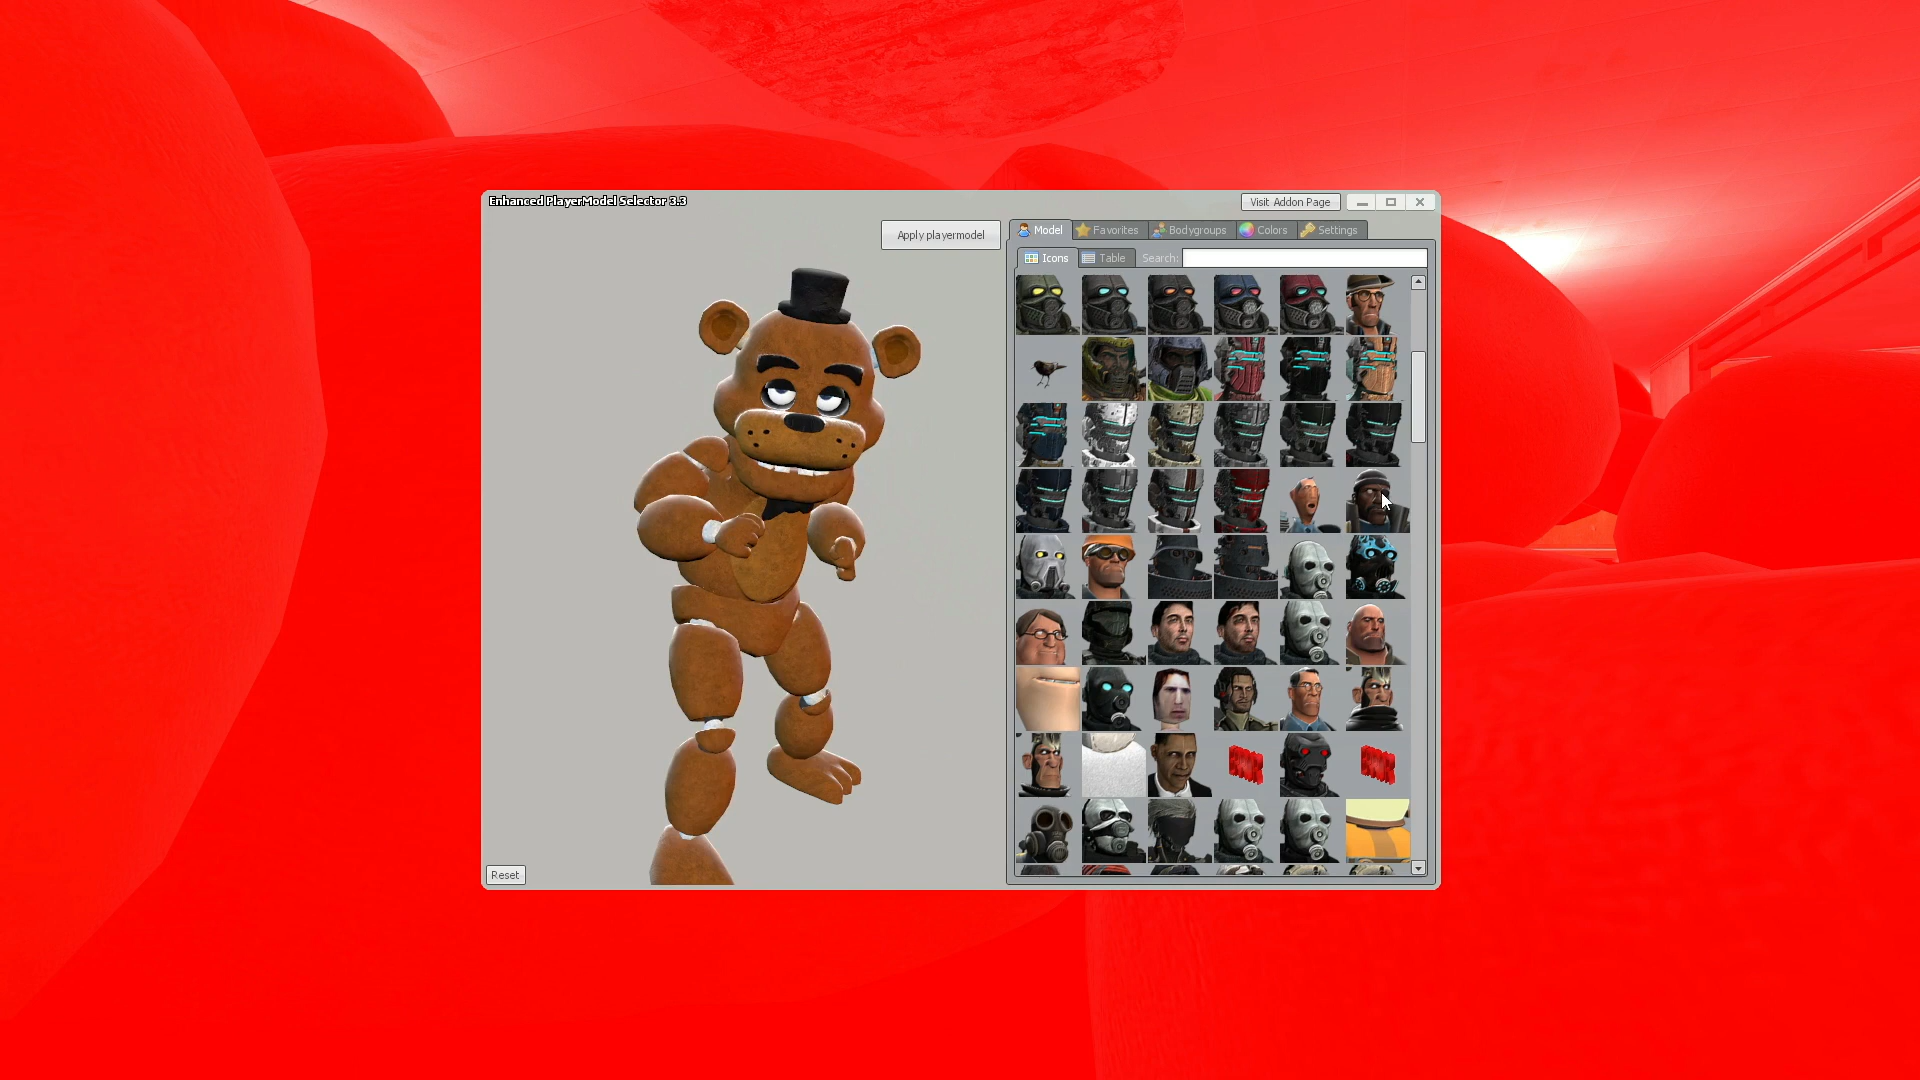 Enhanced PlayerModel Selector 3.3
Visit Addon Page
Apply playermodel
Model
Favorites
Bodygroups
Colors
Settings
Icons
Table
Search:
Reset